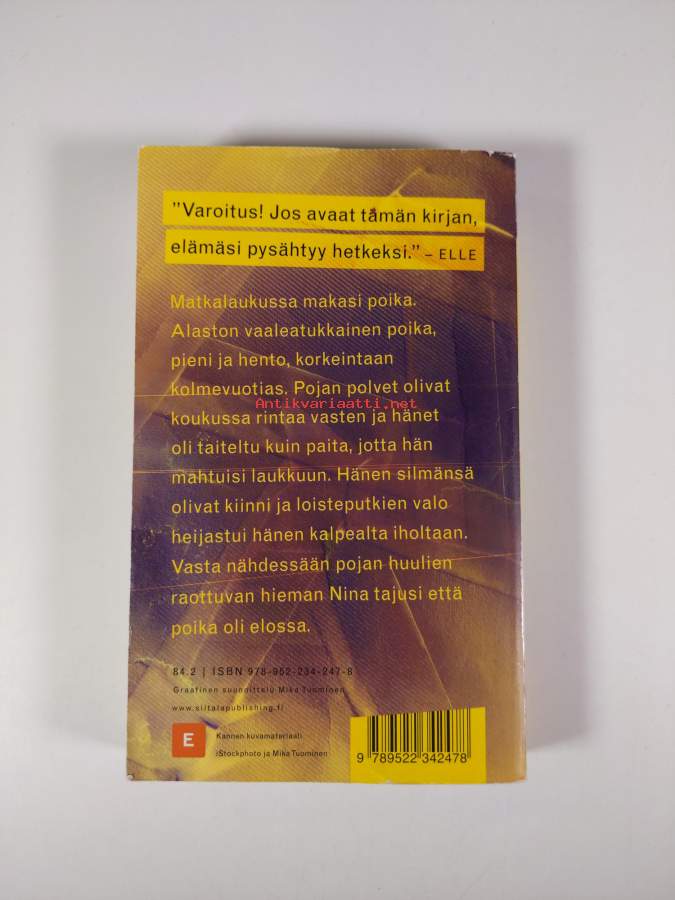 "Varoitus! Jos avaat tämän kirjan,
elämäsi pysähtyy hetkeksi." – ELLE
Matkalaukussa makasi poika.
Alaston vaaleatukkainen poika,
pieni ja hento, korkeintaan
kolmevuotias. Pojan polvet olivat
Antikvariaatti.net
koukussa rintaa vasten ja hänet
oli taiteltu kuin paita, jotta hän
mahtuisi laukkuun. Hänen silmänsä
olivat kiinni ja loisteputkien valo
heijastui hänen kalpealta iholtaan.
Vasta nähdessään pojan huulien
raottuvan hieman Nina tajusi että
poika oli elossa.
84.2 | ISBN 978-952-234-247-8
Graafinen suunnittelu Mika Tuominen
www.siltalapublishing.fi
E
Kannen kuvamateriaali
iStockphoto ja Mika Tuominen
9 789522 342478